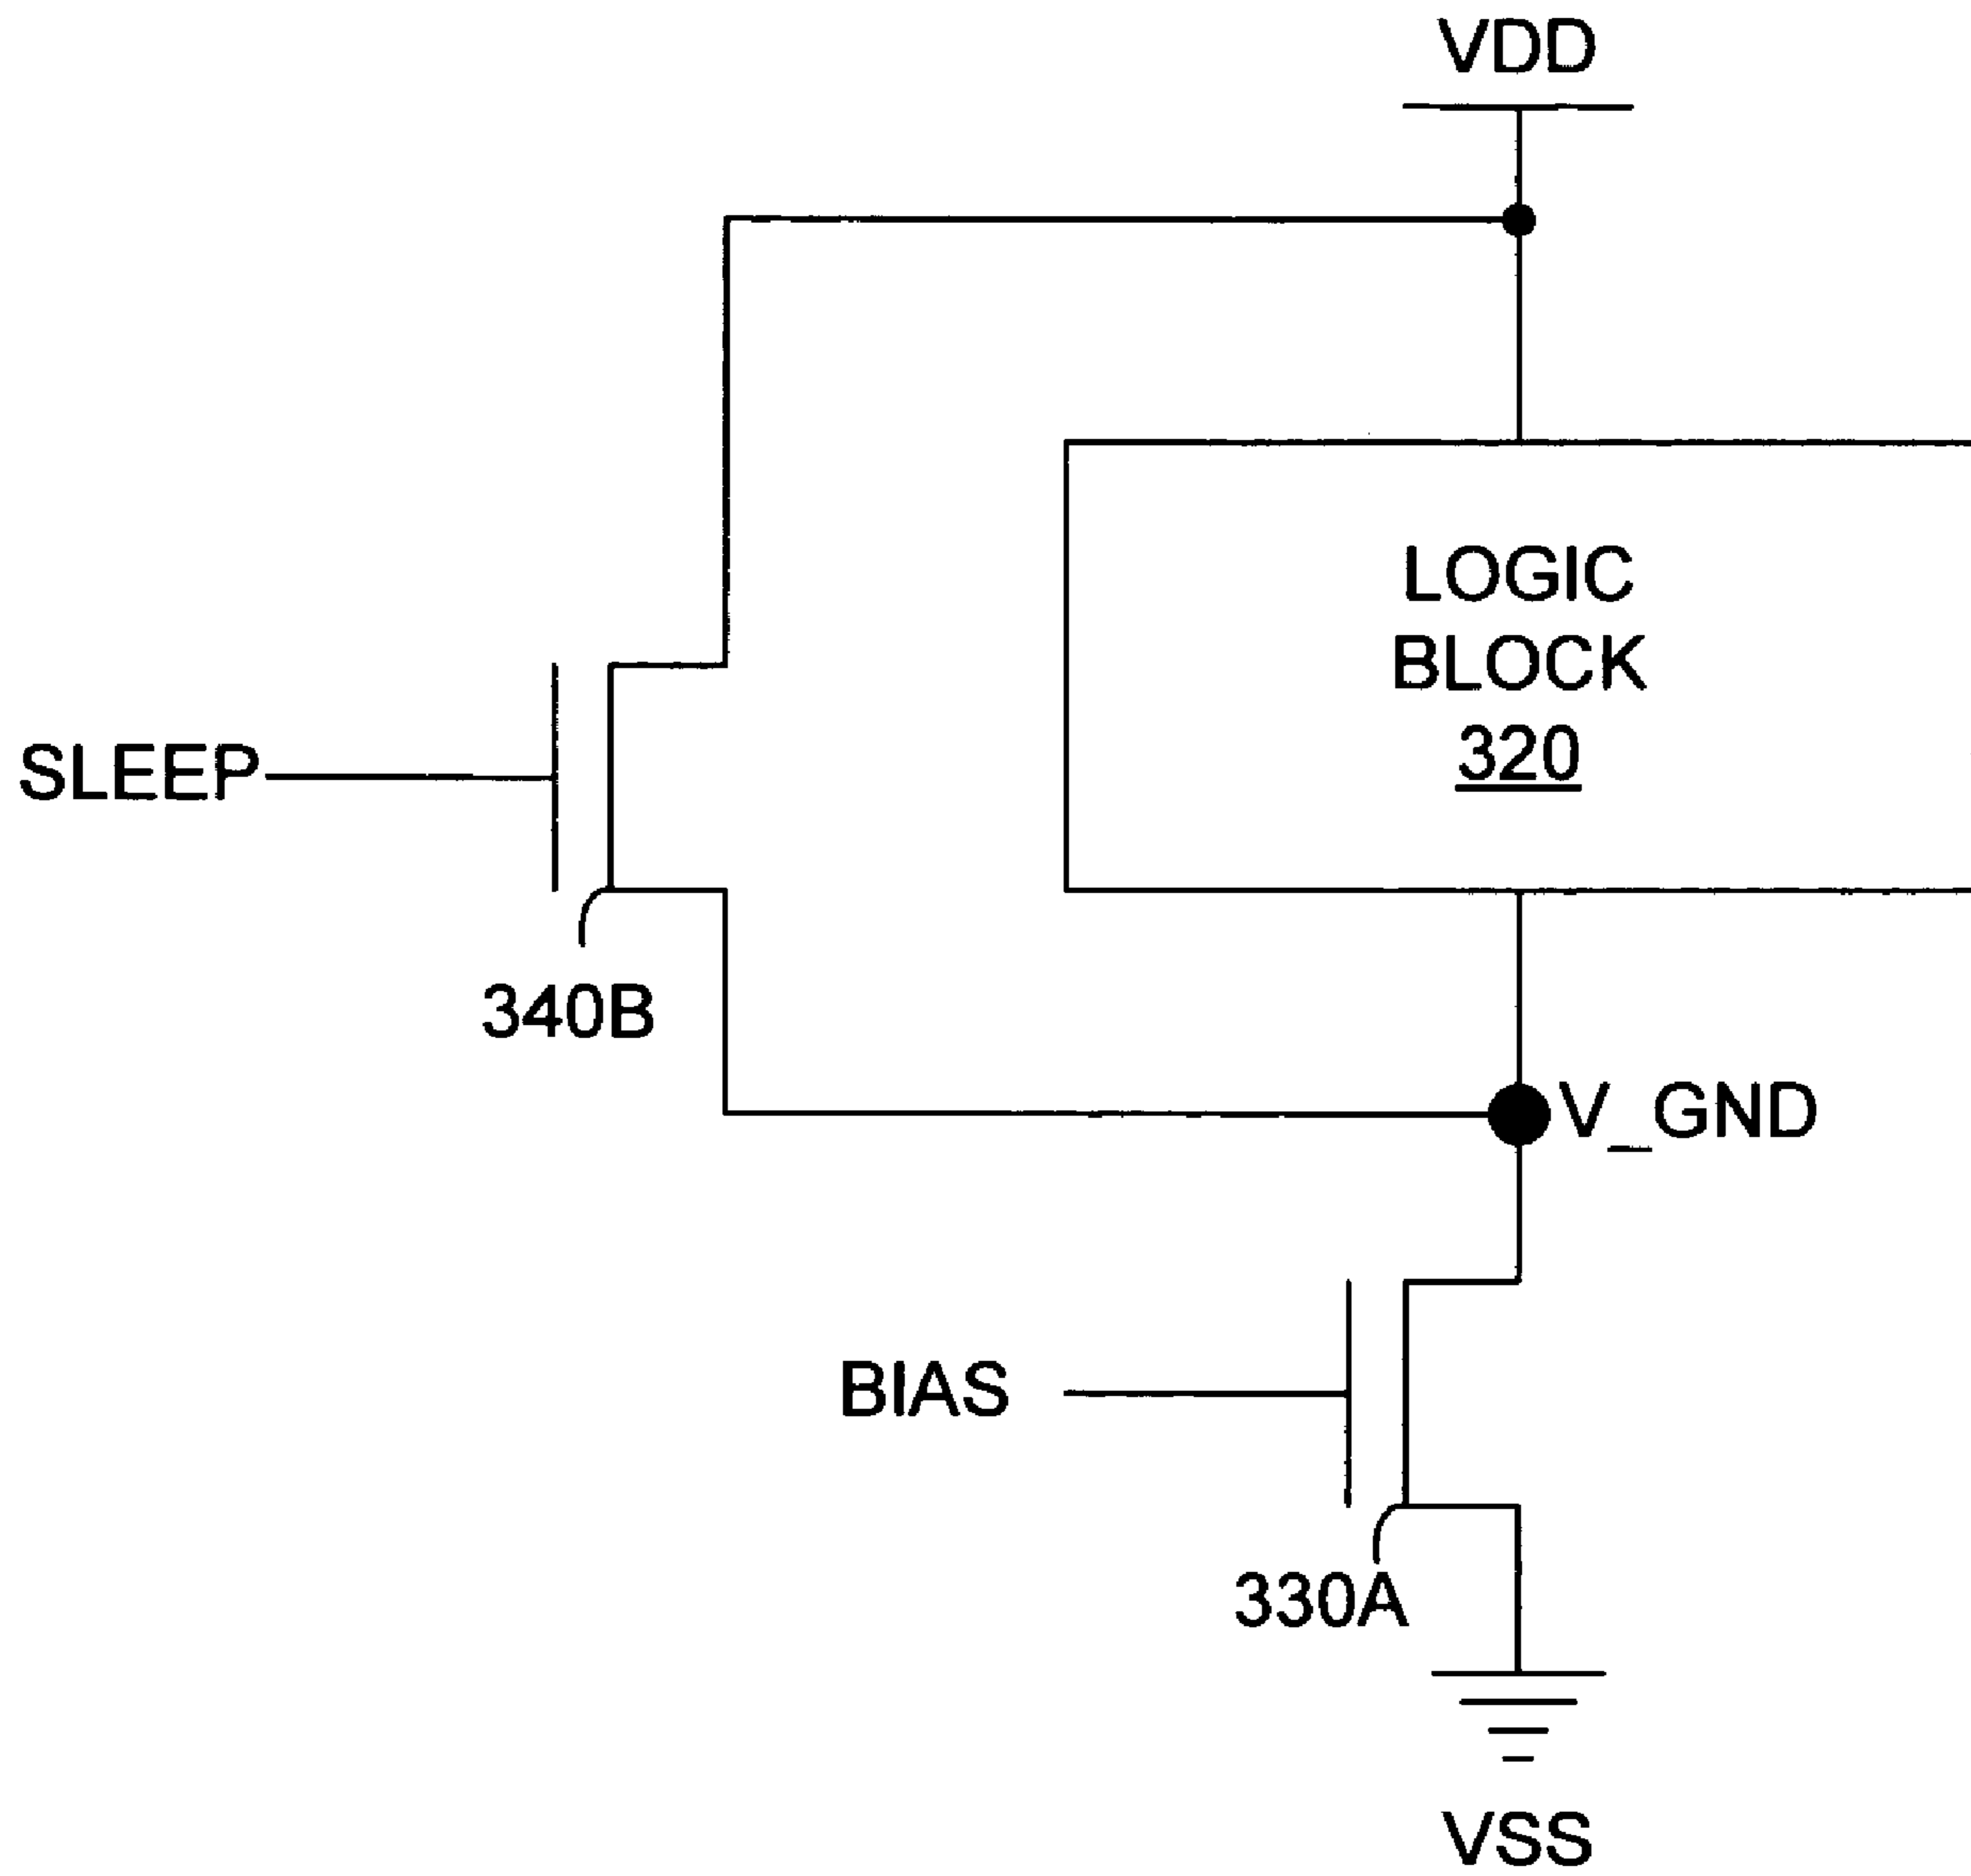 VDD
LOGIC
BLOCK
320
SLEEP
340B
V_GND
BIAS
330A
VSS